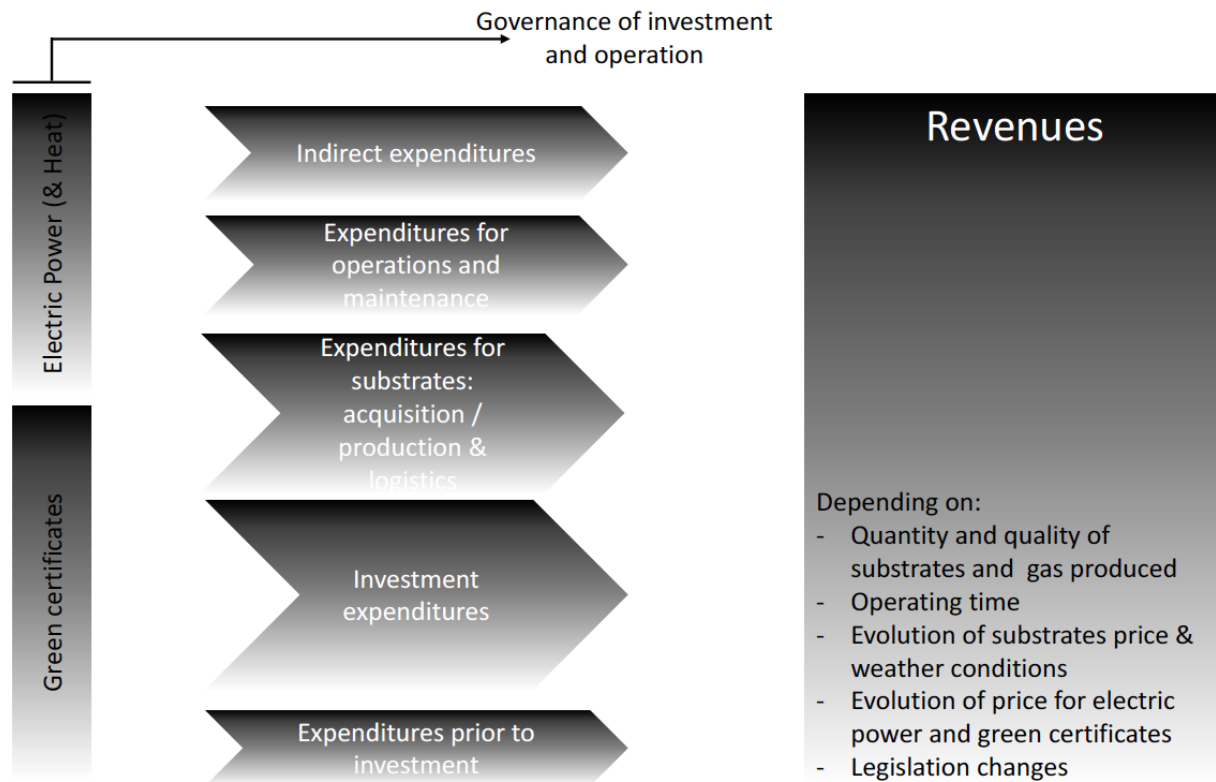 Governance of investment
and operation
Electric Power (& Heat)
Green certificates
Indirect expenditures
Expenditures for
operations and
maintenance
Expenditures for
substrates:
acquisition /
production &
logistics
Investment
expenditures
Expenditures prior to
investment
Revenues
Depending on:
- Quantity and quality of
substrates and gas produced
- Operating time
- Evolution of substrates price &
weather conditions
- Evolution of price for electric
power and green certificates
- Legislation changes